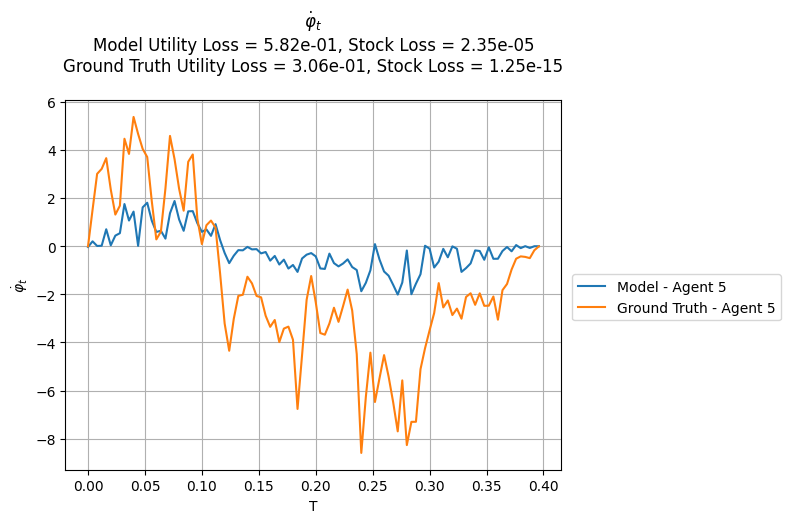 φ̇ₜ
Model Utility Loss = 5.82e-01, Stock Loss = 2.35e-05
Ground Truth Utility Loss = 3.06e-01, Stock Loss = 1.25e-15
6
4
2
0
−2
−4
−6
−8
φ̇ₜ
0.00 0.05 0.10 0.15 0.20 0.25 0.30 0.35 0.40
T
Model - Agent 5
Ground Truth - Agent 5